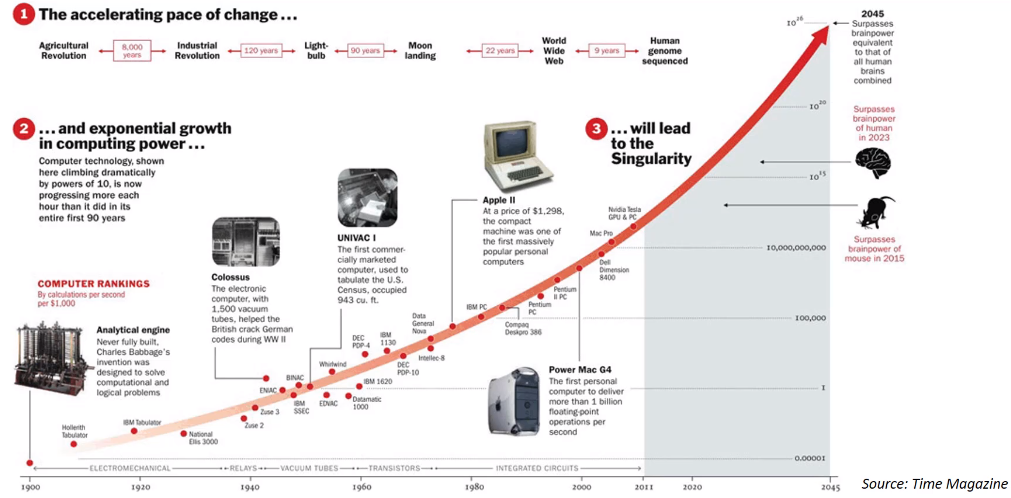 1 The accelerating pace of change...
Agricultural
Revolution
8,000
years
Industrial
Revolution
120 years
Light-
bulb
90 years
Moon
landing
22 years
World
Wide
Web
9 years
Human
genome
sequenced
2 ...and exponential growth
in computing power...
Computer technology, shown
here climbing dramatically
by powers of 10, is now
progressing more each
hour than it did in its
entire first 90 years
3 ...will lead
to the
Singularity
2045
Surpasses
brainpower
equivalent
to that of
all human
brains
combined
Surpasses
brainpower
of human
in 2023
Surpasses
brainpower of
mouse in 2015
10^26
10^20
10^15
10,000,000,000
100,000
1
0.00001
COMPUTER RANKINGS
By calculations per second
per $1,000
Analytical engine
Never fully built,
Charles Babbage's
invention was
designed to solve
computational and
logical problems
Colossus
The electronic
computer, with
1,500 vacuum
tubes, helped the
British crack German
codes during WW II
UNIVAC I
The first commer-
cially marketed
computer, used to
tabulate the U.S.
Census, occupied
943 cu. ft.
Apple II
At a price of $1,298,
the compact
machine was one of
the first massively
popular personal
computers
Power Mac G4
The first personal
computer to deliver
more than 1 billion
floating-point
operations per
second
Hollerith
Tabulator
IBM Tabulator
National
Ellis 3000
Zuse 2
Zuse 3
ENIAC
BINAC
IBM
SSEC
Whirlwind
EDVAC
DEC
PDP-4
IBM
1130
IBM 1620
Datamatic
1000
DEC
PDP-10
Data
General
Nova
Intellec-8
IBM PC
Compaq
Deskpro 386
Pentium
PC
Pentium
II PC
Dell
Dimension
8400
Mac Pro
Nvidia Tesla
GPU & PC
ELECTROMECHANICAL
RELAYS
VACUUM TUBES
TRANSISTORS
INTEGRATED CIRCUITS
1900
1920
1940
1960
1980
2000
2011
2020
2045
Source: Time Magazine